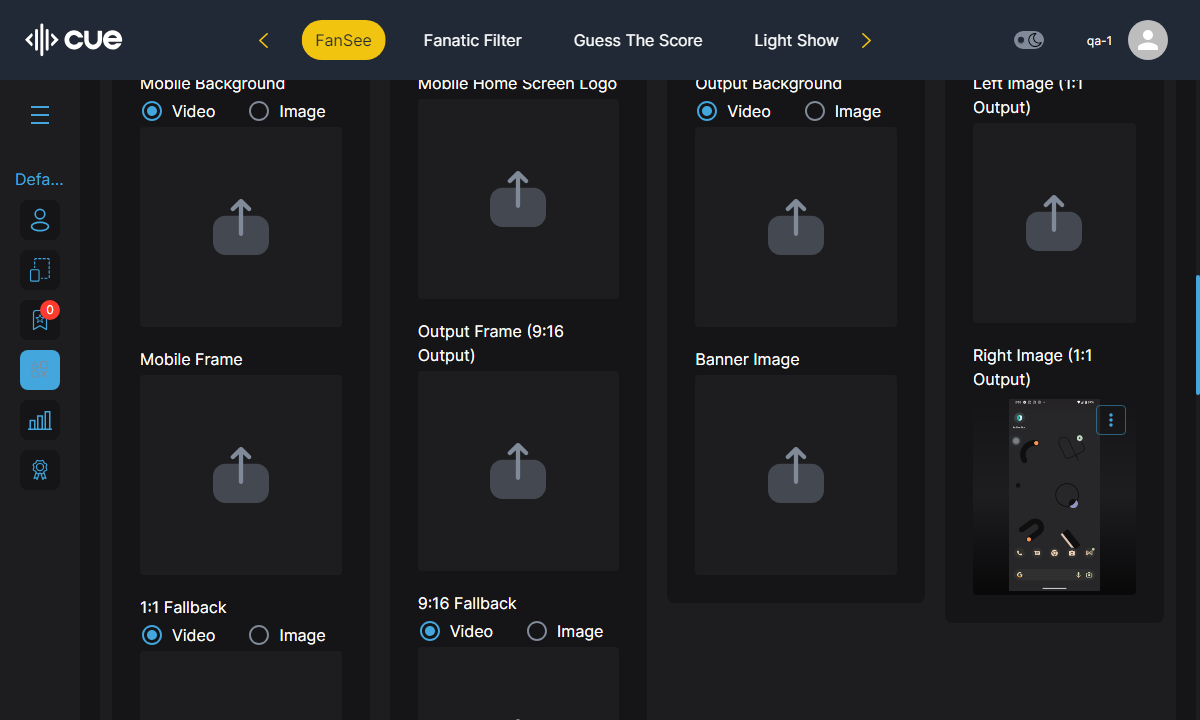 cue
FanSee
Fanatic Filter
Guess The Score
Light Show
qa-1
Defa...
0
Mobile Background
Video
Image
Mobile Frame
1:1 Fallback
Video
Image
Mobile Home Screen Logo
Output Frame (9:16
Output)
9:16 Fallback
Video
Image
Output Background
Video
Image
Banner Image
Left Image (1:1
Output)
Right Image (1:1
Output)